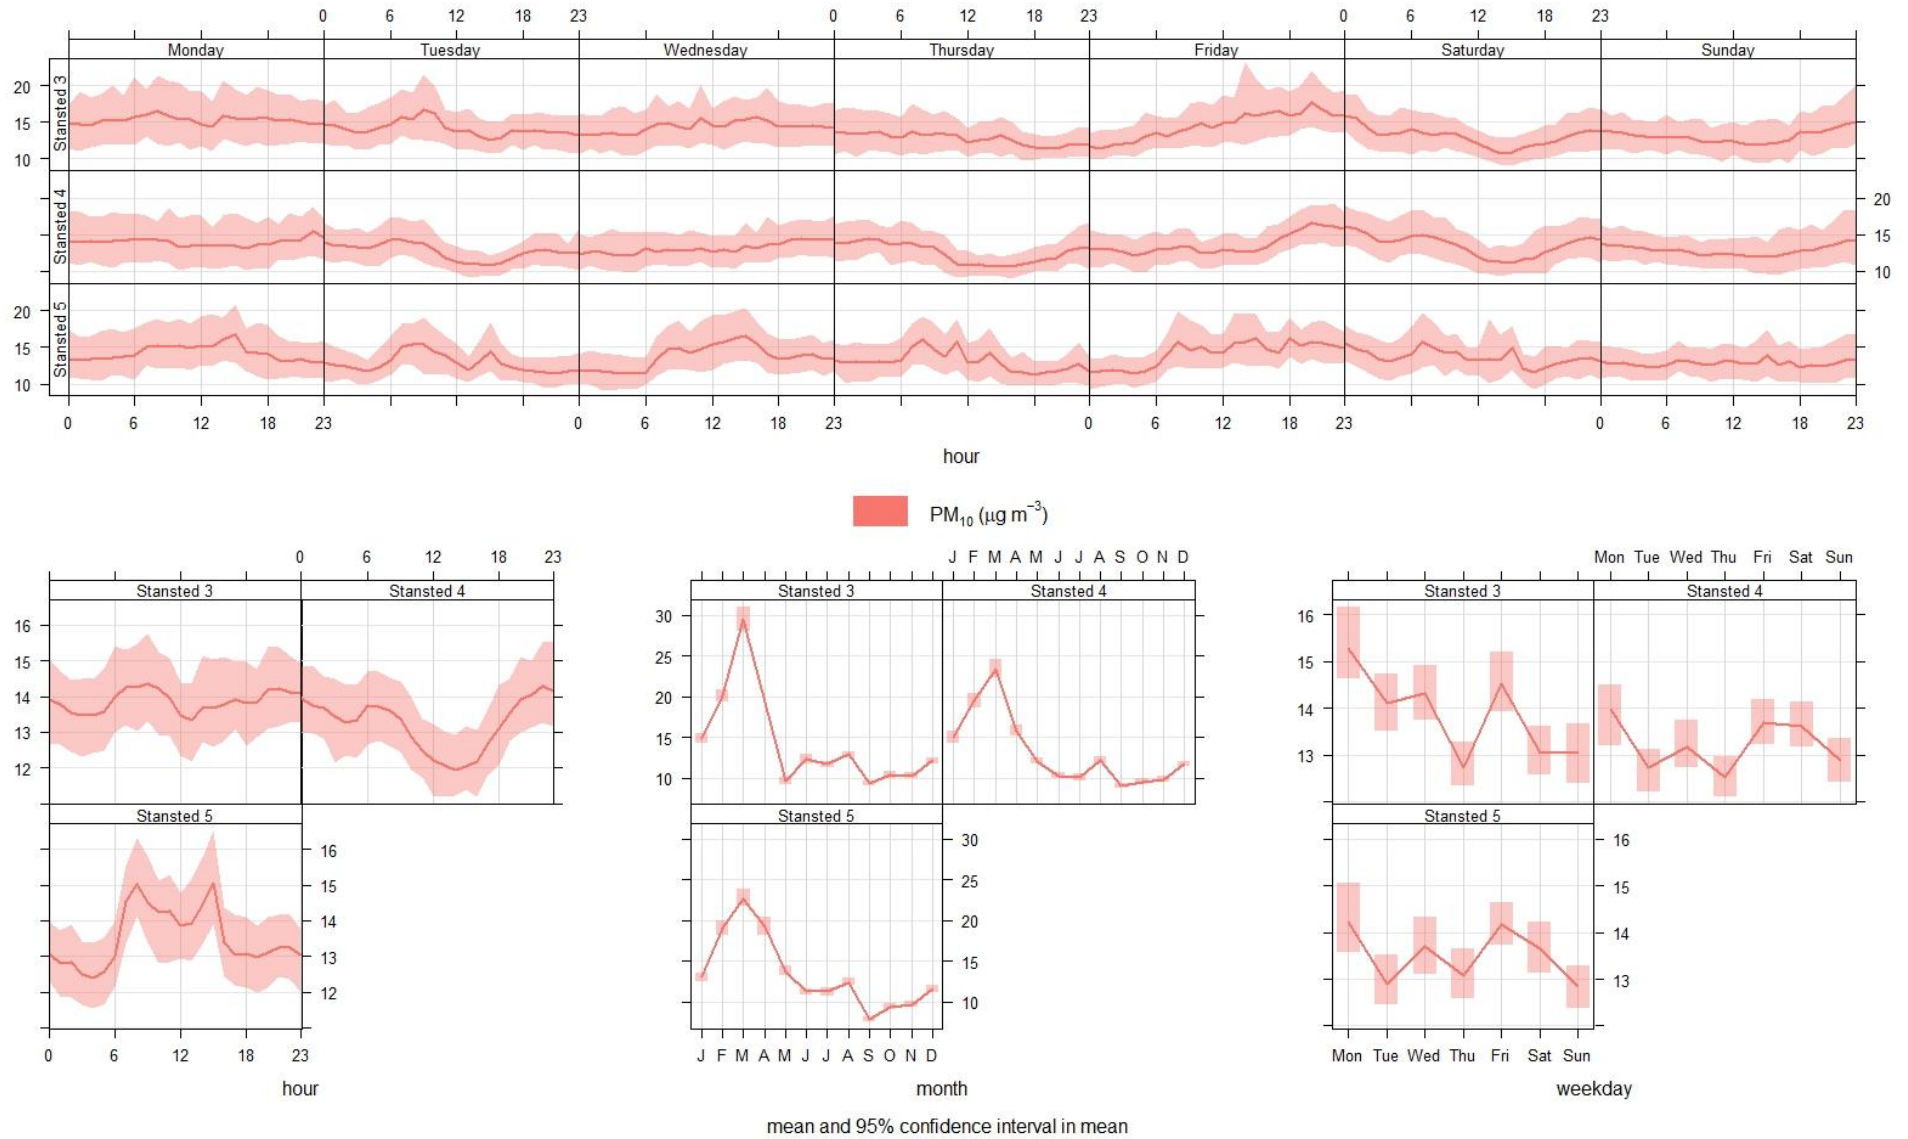 0 6 12 18 23 0 6 12 18 23 0 6 12 18 23
Monday Tuesday Wednesday Thursday Friday Saturday Sunday
Stansted 3
20
15
10
Stansted 4
20
15
10
Stansted 5
20
15
10
0 6 12 18 23 0 6 12 18 23 0 6 12 18 23 0 6 12 18 23
hour
PM10 (μg m−3)
0 6 12 18 23
Stansted 3 Stansted 4
16
15
14
13
12
Stansted 5
16
15
14
13
12
0 6 12 18 23
hour
J F M A M J J A S O N D
Stansted 3 Stansted 4
30
25
20
15
10
Stansted 5
30
25
20
15
10
J F M A M J J A S O N D
month
Mon Tue Wed Thu Fri Sat Sun
Stansted 3 Stansted 4
16
15
14
13
Stansted 5
16
15
14
13
Mon Tue Wed Thu Fri Sat Sun
weekday
mean and 95% confidence interval in mean